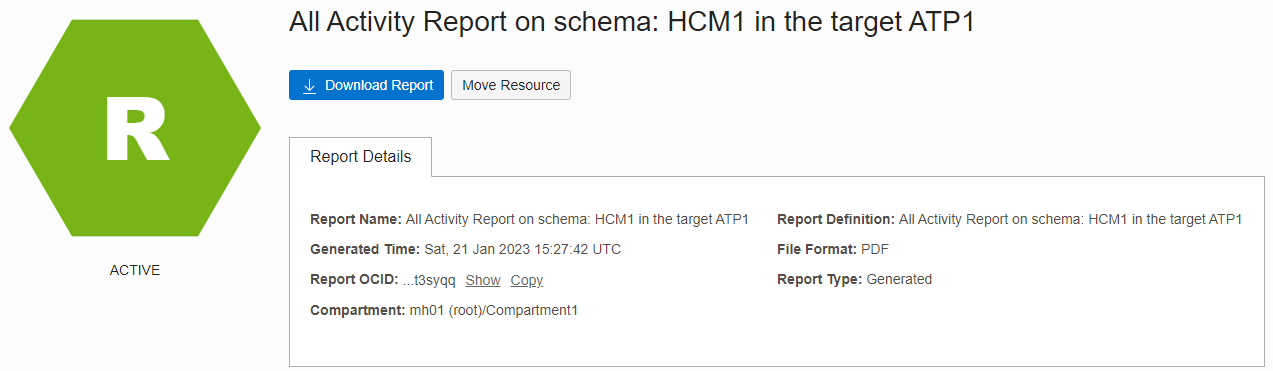 All Activity Report on schema: HCM1 in the target ATP1
R
Download Report Move Resource
Report Details
Report Name: All Activity Report on schema: HCM1 in the target ATP1 Report Definition: All Activity Report on schema: HCM1 in the target ATP1
Generated Time: Sat, 21 Jan 2023 15:27:42 UTC File Format: PDF
ACTIVE
Report OCID: ...t3syqq Show Copy Report Type: Generated
Compartment: mh01 (root)/Compartment1